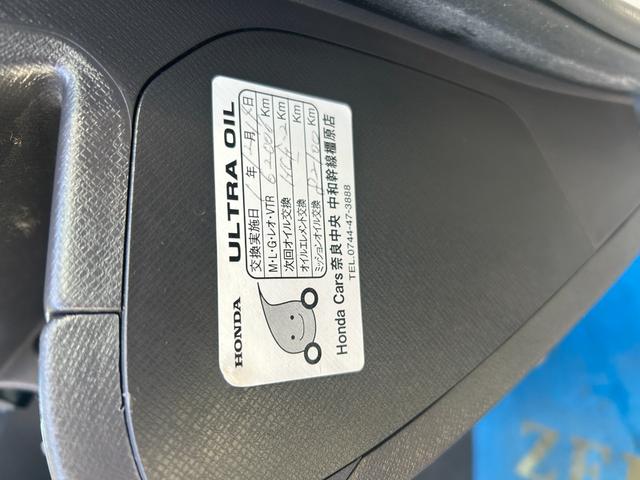 HONDA ULTRA OIL
交換実施日 年 月 日
M・L・G・レオ・VTR Km
次回オイル交換 Km
オイルエレメント交換 Km
ミッションオイル交換 Km
Honda Cars 奈良中央 中和幹線橿原店
TEL.0744-47-3888
ZE